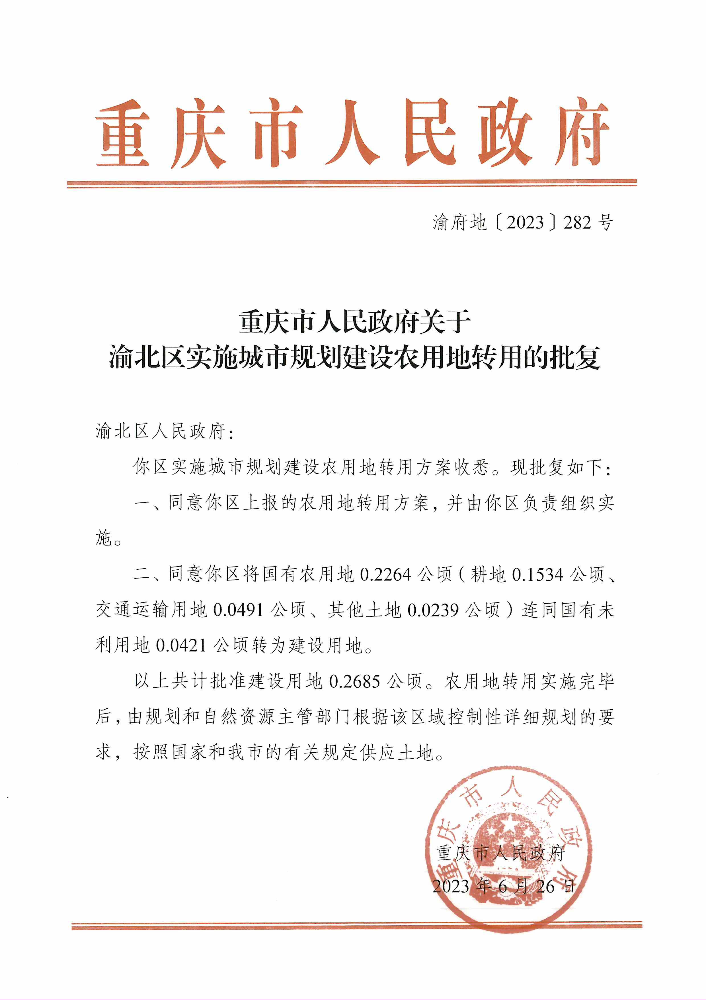 重庆市人民政府
渝府地〔2023〕282号
重庆市人民政府关于
渝北区实施城市规划建设农用地转用的批复
渝北区人民政府：
你区实施城市规划建设农用地转用方案收悉。现批复如下：
一、同意你区上报的农用地转用方案，并由你区负责组织实
施。
二、同意你区将国有农用地0.2264公顷（耕地0.1534公顷、
交通运输用地0.0491公顷、其他土地0.0239公顷）连同国有未
利用地0.0421公顷转为建设用地。
以上共计批准建设用地0.2685公顷。农用地转用实施完毕
后，由规划和自然资源主管部门根据该区域控制性详细规划的要
求，按照国家和我市的有关规定供应土地。
重庆市人民政府
重庆市人民政府
2023年6月26日